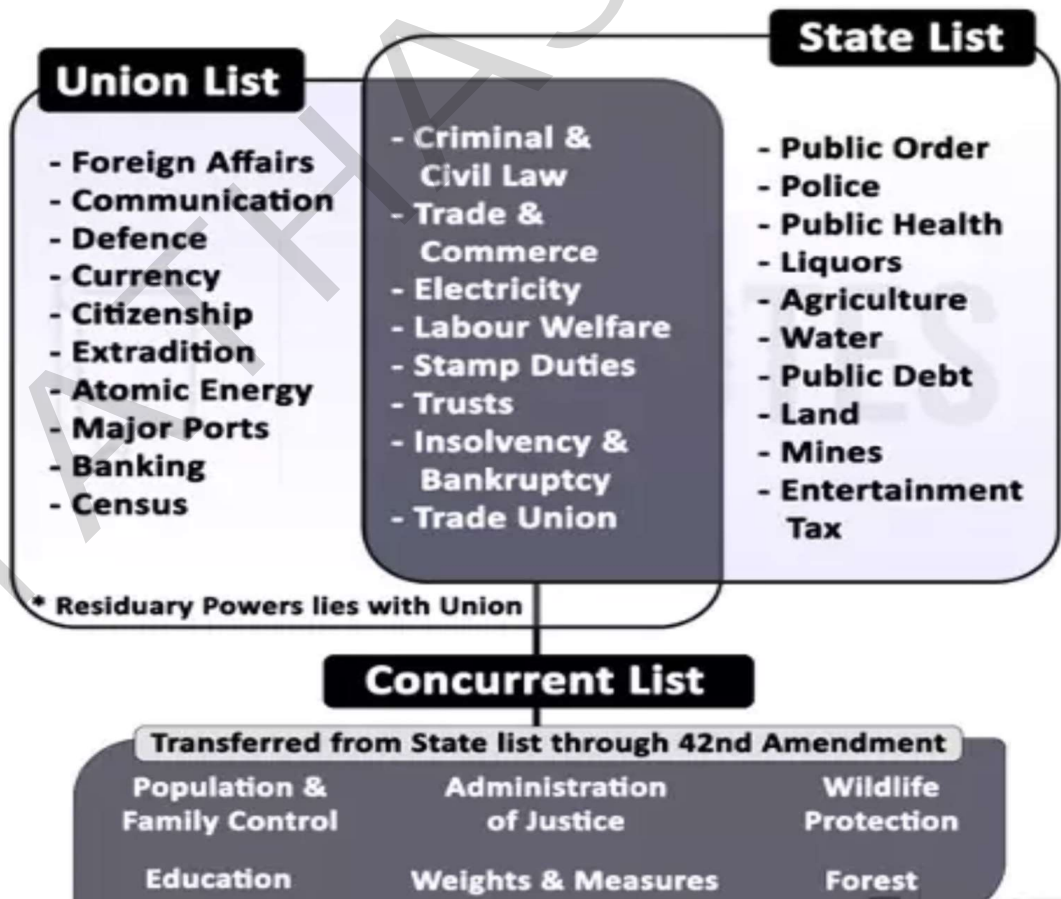 Union List
- Foreign Affairs
- Communication
- Defence
- Currency
- Citizenship
- Extradition
- Atomic Energy
- Major Ports
- Banking
- Census
* Residuary Powers lies with Union
- Criminal &
Civil Law
- Trade &
Commerce
- Electricity
- Labour Welfare
- Stamp Duties
- Trusts
- Insolvency &
Bankruptcy
- Trade Union
State List
- Public Order
- Police
- Public Health
- Liquors
- Agriculture
- Water
- Public Debt
- Land
- Mines
- Entertainment
Tax
Concurrent List
Transferred from State list through 42nd Amendment
Population &
Family Control
Administration
of Justice
Wildlife
Protection
Education
Weights & Measures
Forest